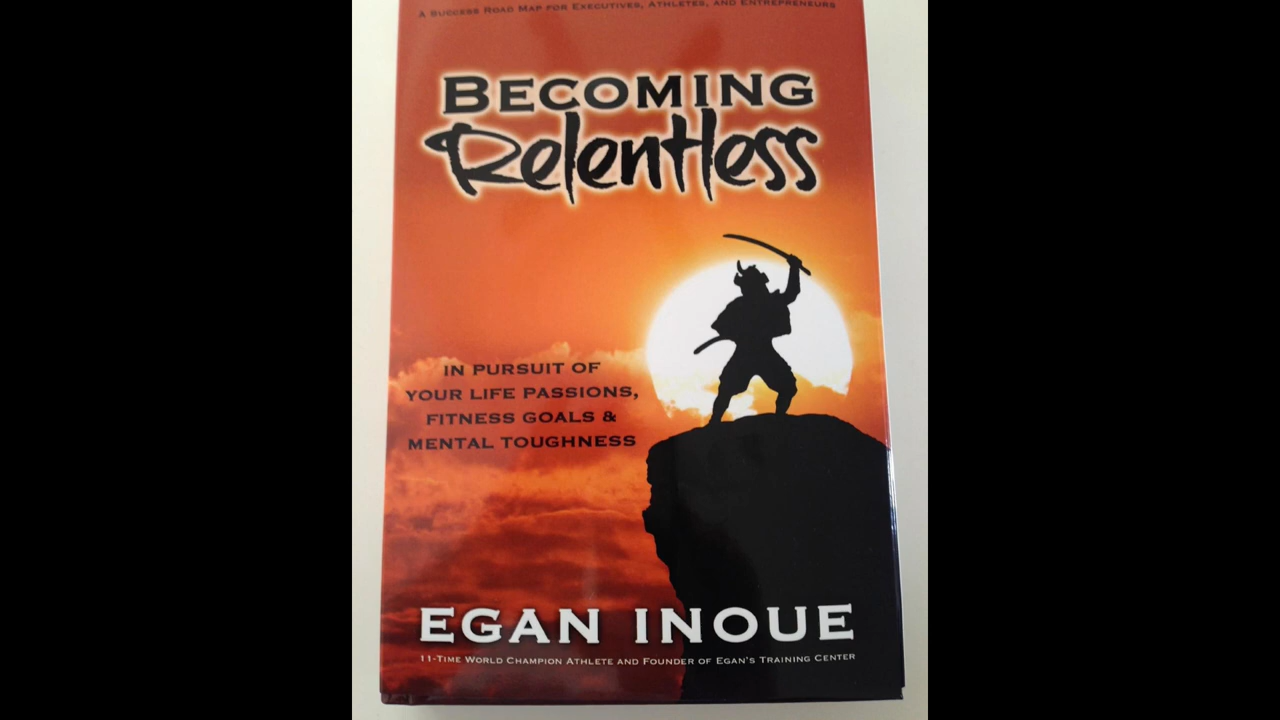 A Success Road Map for Executives, Athletes, and Entrepreneurs
Becoming
Relentless
IN PURSUIT OF
YOUR LIFE PASSIONS,
FITNESS GOALS &
MENTAL TOUGHNESS
EGAN INOUE
11-Time World Champion Athlete and Founder of Egan's Training Center